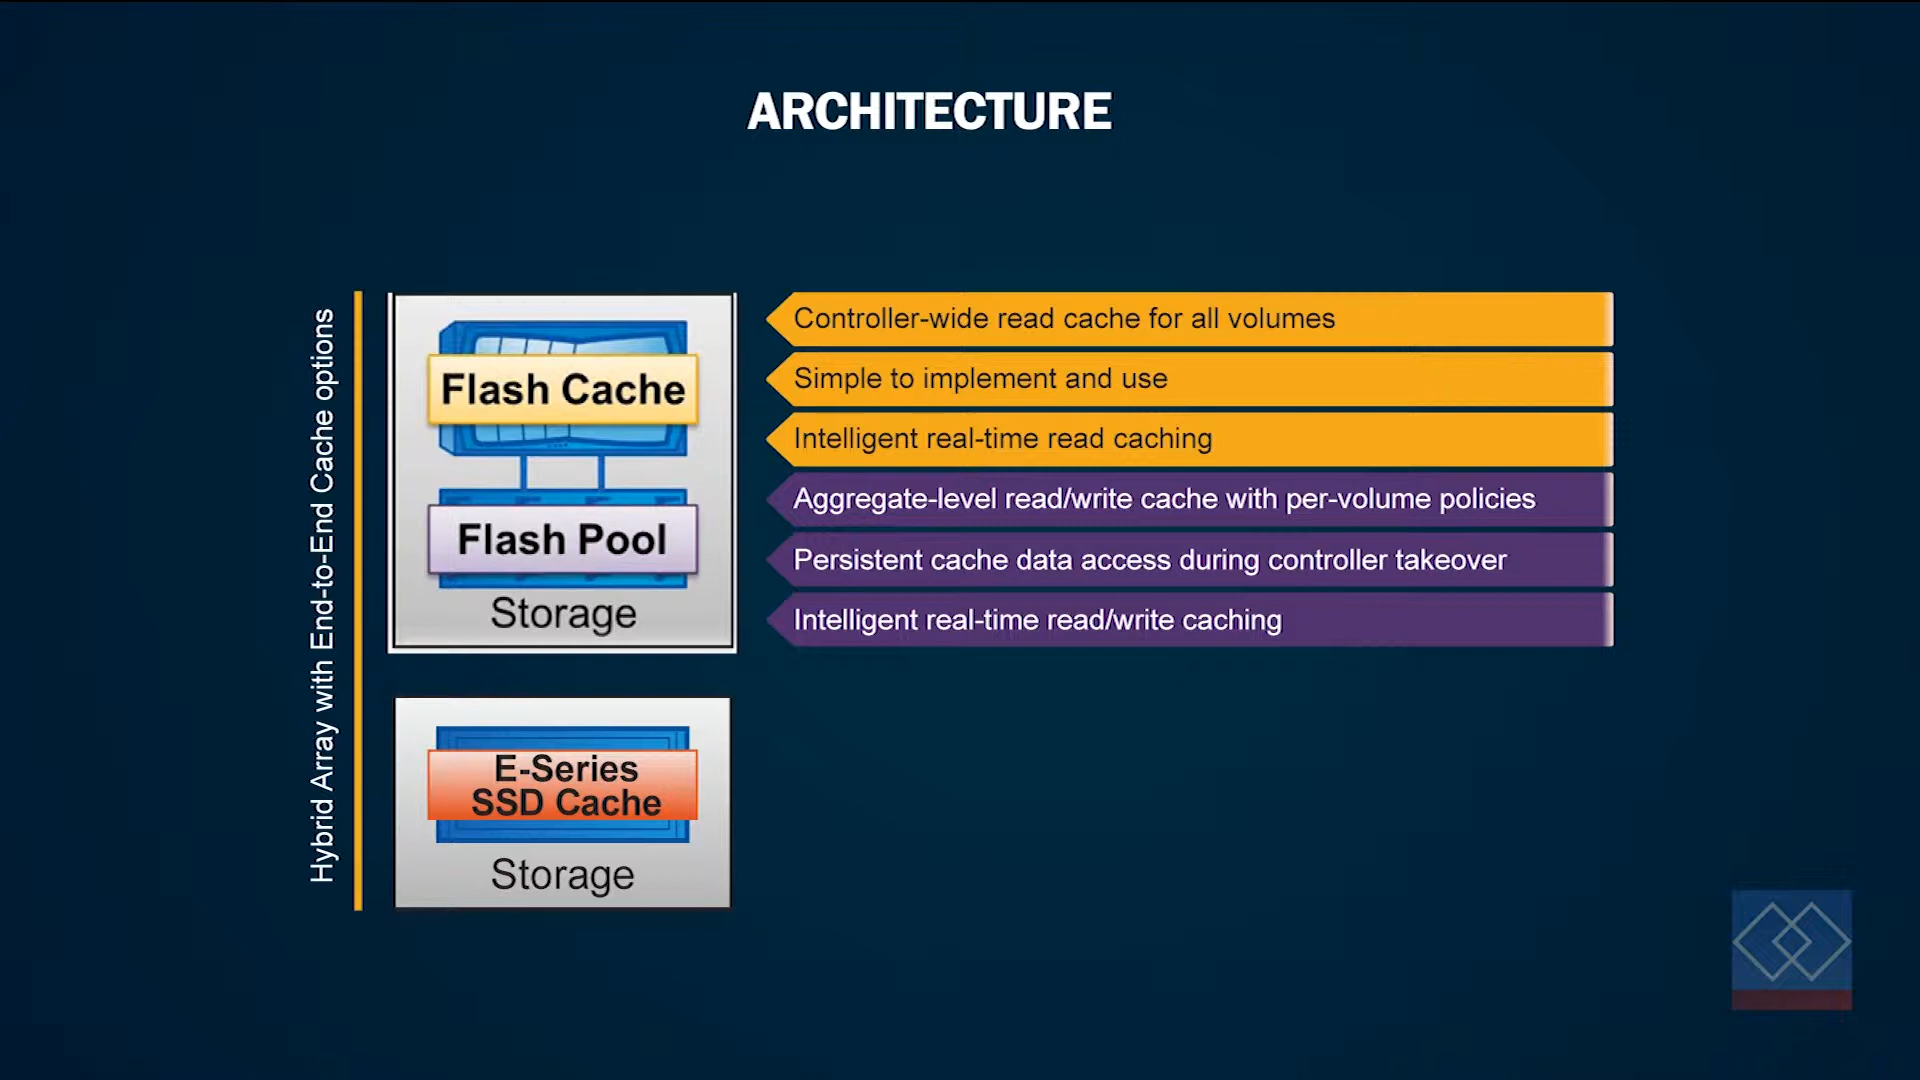 ARCHITECTURE
Hybrid Array with End-to-End Cache options
Flash Cache
Flash Pool
Storage
Controller-wide read cache for all volumes
Simple to implement and use
Intelligent real-time read caching
Aggregate-level read/write cache with per-volume policies
Persistent cache data access during controller takeover
Intelligent real-time read/write caching
E-Series
SSD Cache
Storage